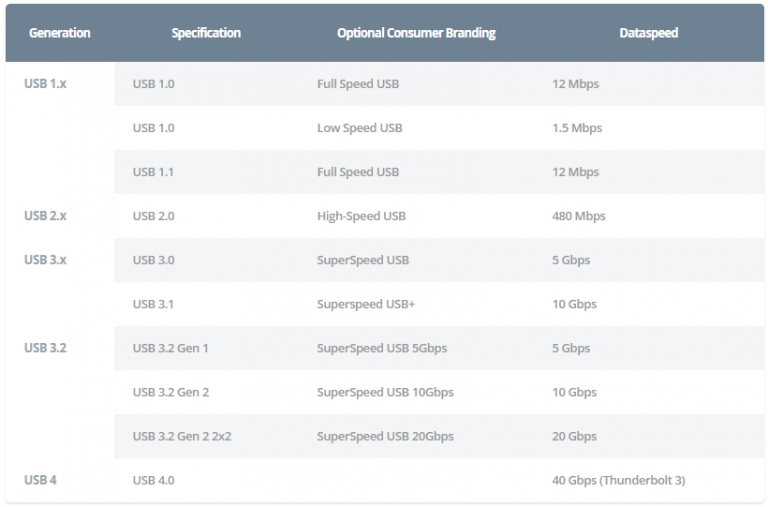 Generation Specification Optional Consumer Branding Dataspeed
USB 1.x USB 1.0 Full Speed USB 12 Mbps
USB 1.0 Low Speed USB 1.5 Mbps
USB 1.1 Full Speed USB 12 Mbps
USB 2.x USB 2.0 High-Speed USB 480 Mbps
USB 3.x USB 3.0 SuperSpeed USB 5 Gbps
USB 3.1 Superspeed USB+ 10 Gbps
USB 3.2 USB 3.2 Gen 1 SuperSpeed USB 5Gbps 5 Gbps
USB 3.2 Gen 2 SuperSpeed USB 10Gbps 10 Gbps
USB 3.2 Gen 2 2x2 SuperSpeed USB 20Gbps 20 Gbps
USB 4 USB 4.0 40 Gbps (Thunderbolt 3)